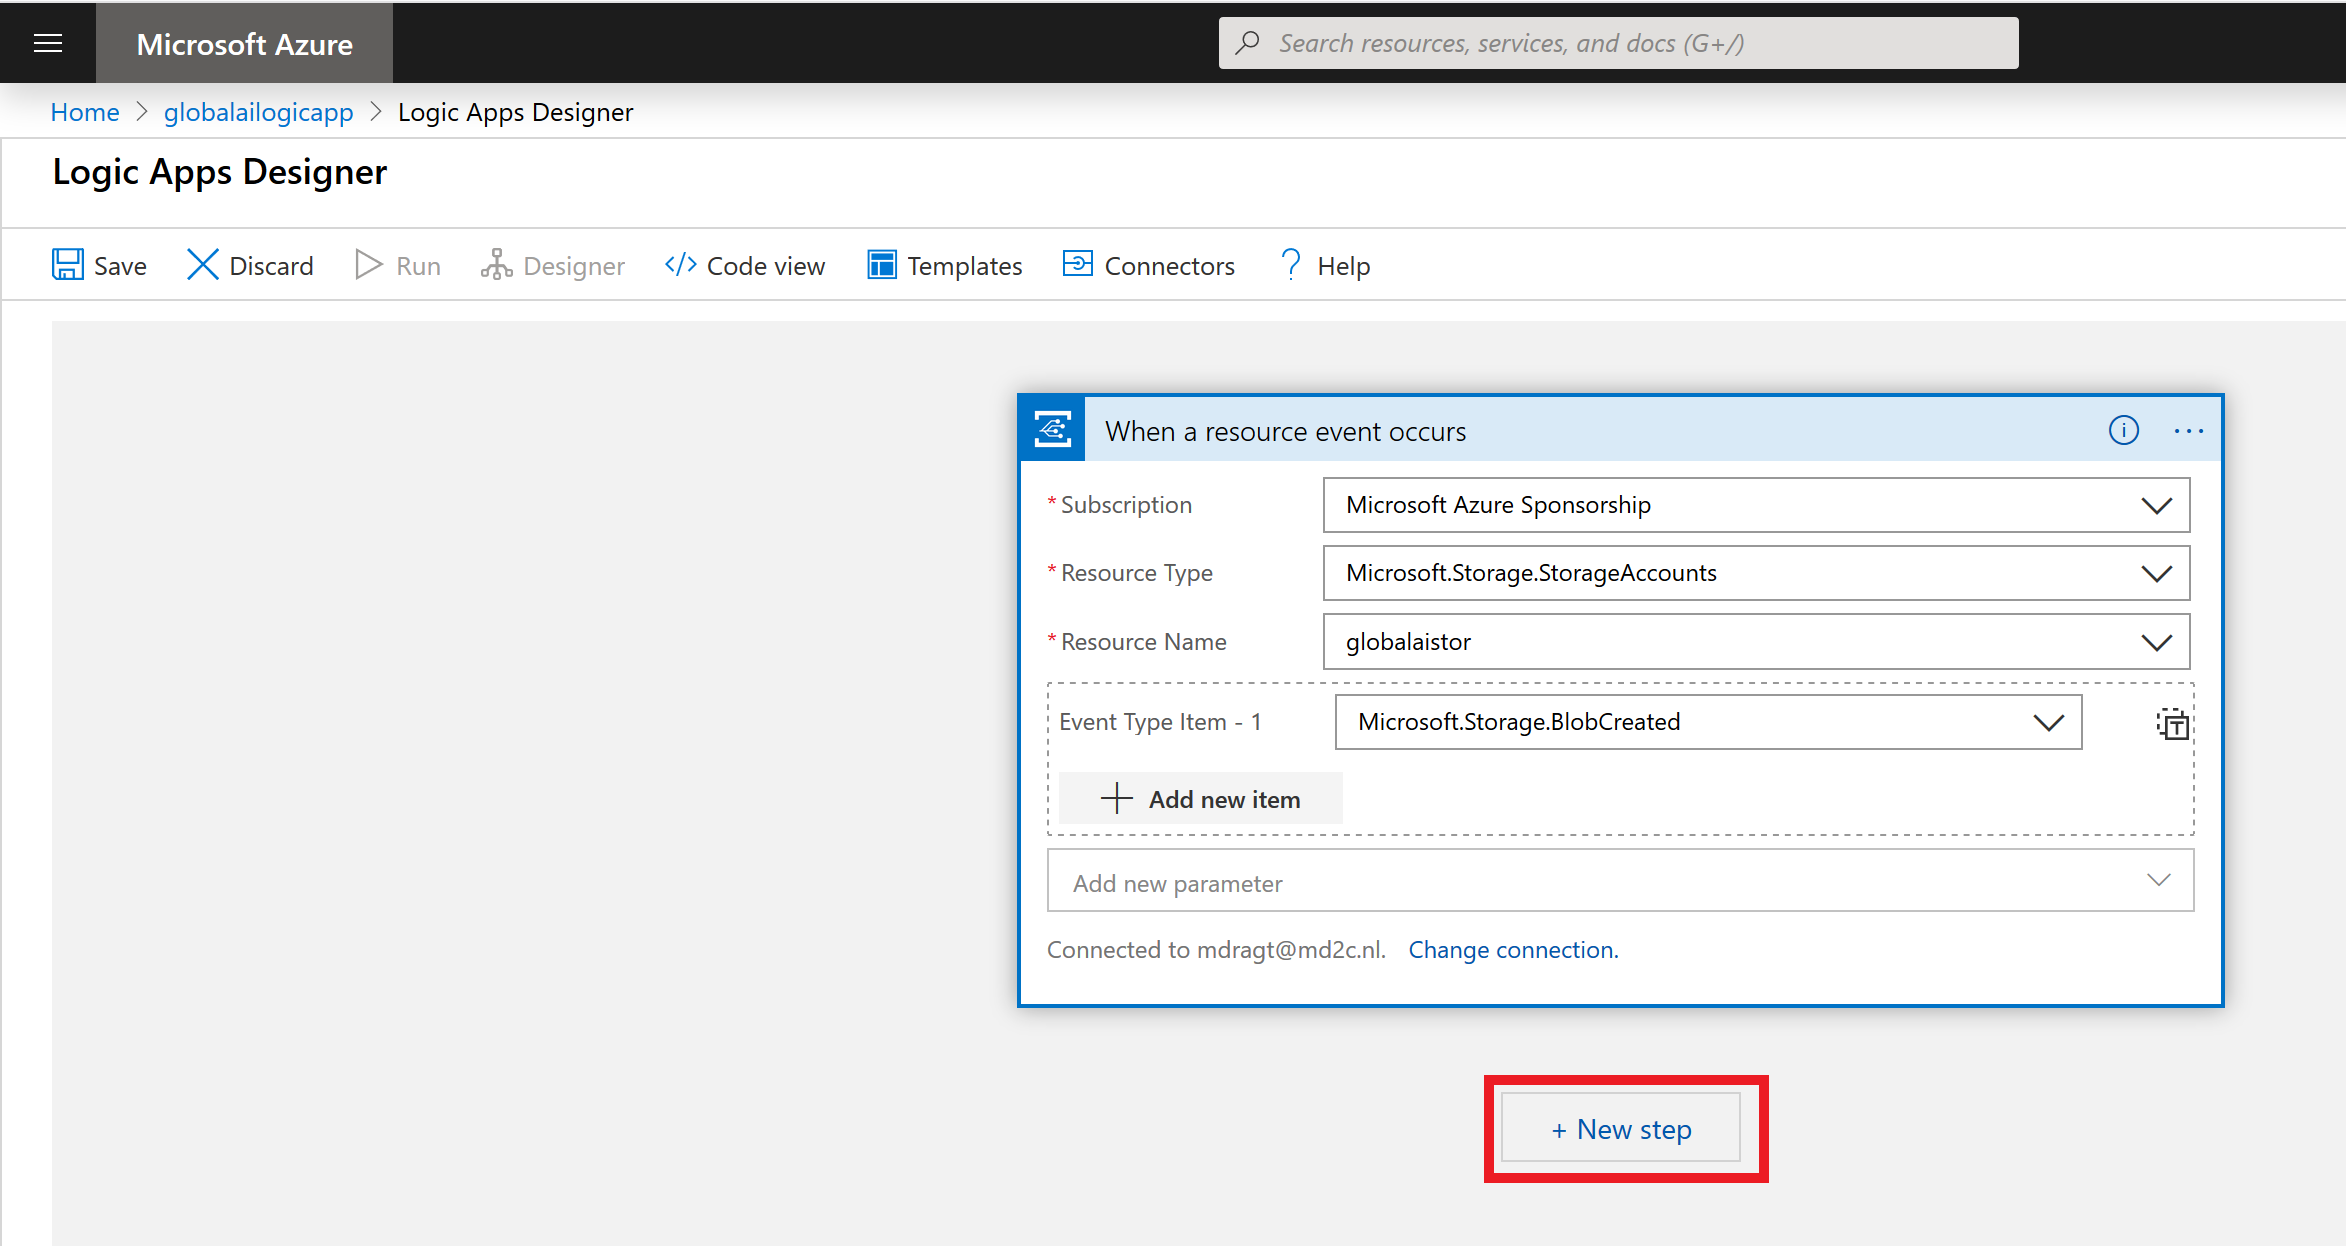 Microsoft Azure
Search resources, services, and docs (G+/)
Home > globalailogicapp > Logic Apps Designer
Logic Apps Designer
Save Discard Run Designer Code view Templates Connectors Help
When a resource event occurs
* Subscription Microsoft Azure Sponsorship
* Resource Type Microsoft.Storage.StorageAccounts
* Resource Name globalaistor
Event Type Item - 1 Microsoft.Storage.BlobCreated
Add new item
Add new parameter
Connected to mdragt@md2c.nl. Change connection.
+ New step